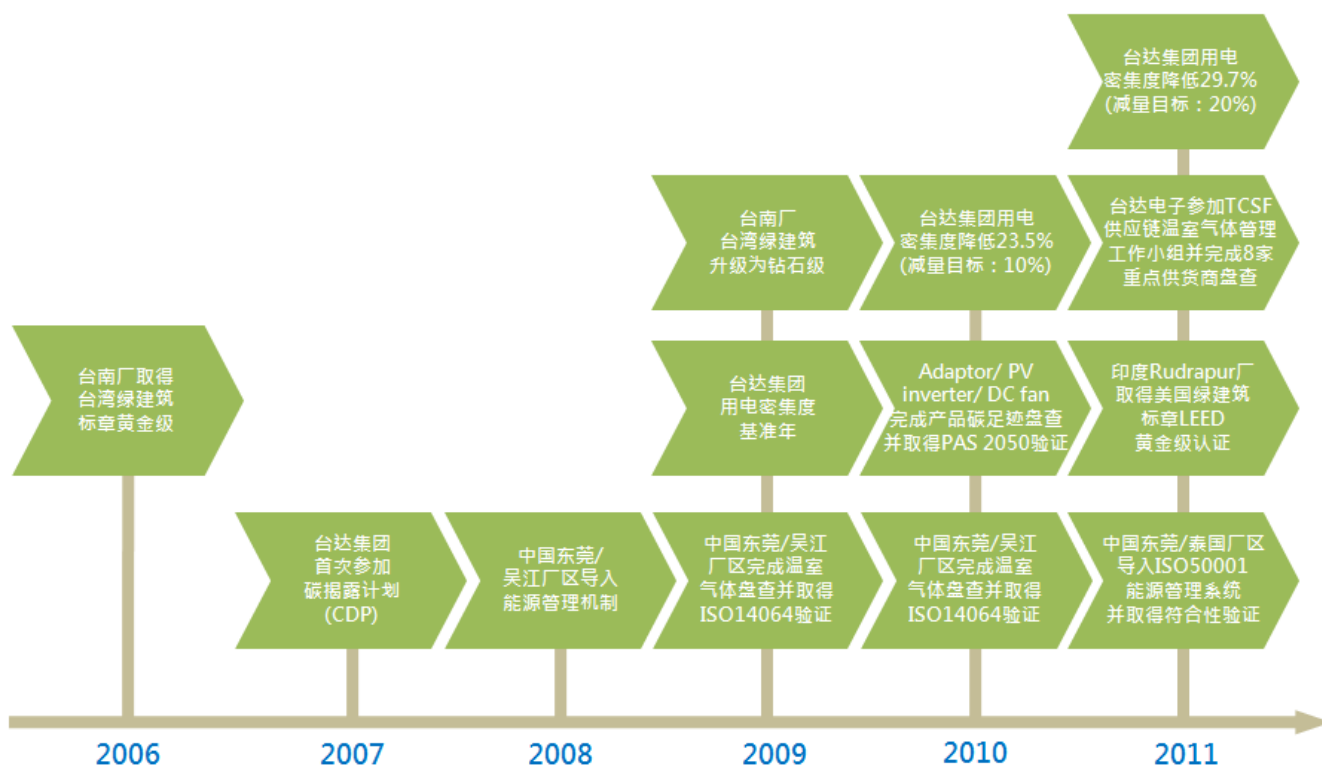 台达集团用电
密集度降低29.7%
(减量目标：20%)
台南厂
台湾绿建筑
升级为钻石级
台达集团用电
密集度降低23.5%
(减量目标：10%)
台达电子参加TCSF
供应链温室气体管理
工作小组并完成8家
重点供货商盘查
台南厂取得
台湾绿建筑
标章黄金级
台达集团
用电密集度
基准年
Adaptor/ PV
inverter/ DC fan
完成产品碳足迹盘查
并取得PAS 2050验证
印度Rudrapur厂
取得美国绿建筑
标章LEED
黄金级认证
台达集团
首次参加
碳揭露计划
(CDP)
中国东莞/
吴江厂区导入
能源管理机制
中国东莞/吴江
厂区完成温室
气体盘查并取得
ISO14064验证
中国东莞/吴江
厂区完成温室
气体盘查并取得
ISO14064验证
中国东莞/泰国厂区
导入ISO50001
能源管理系统
并取得符合性验证
2006
2007
2008
2009
2010
2011